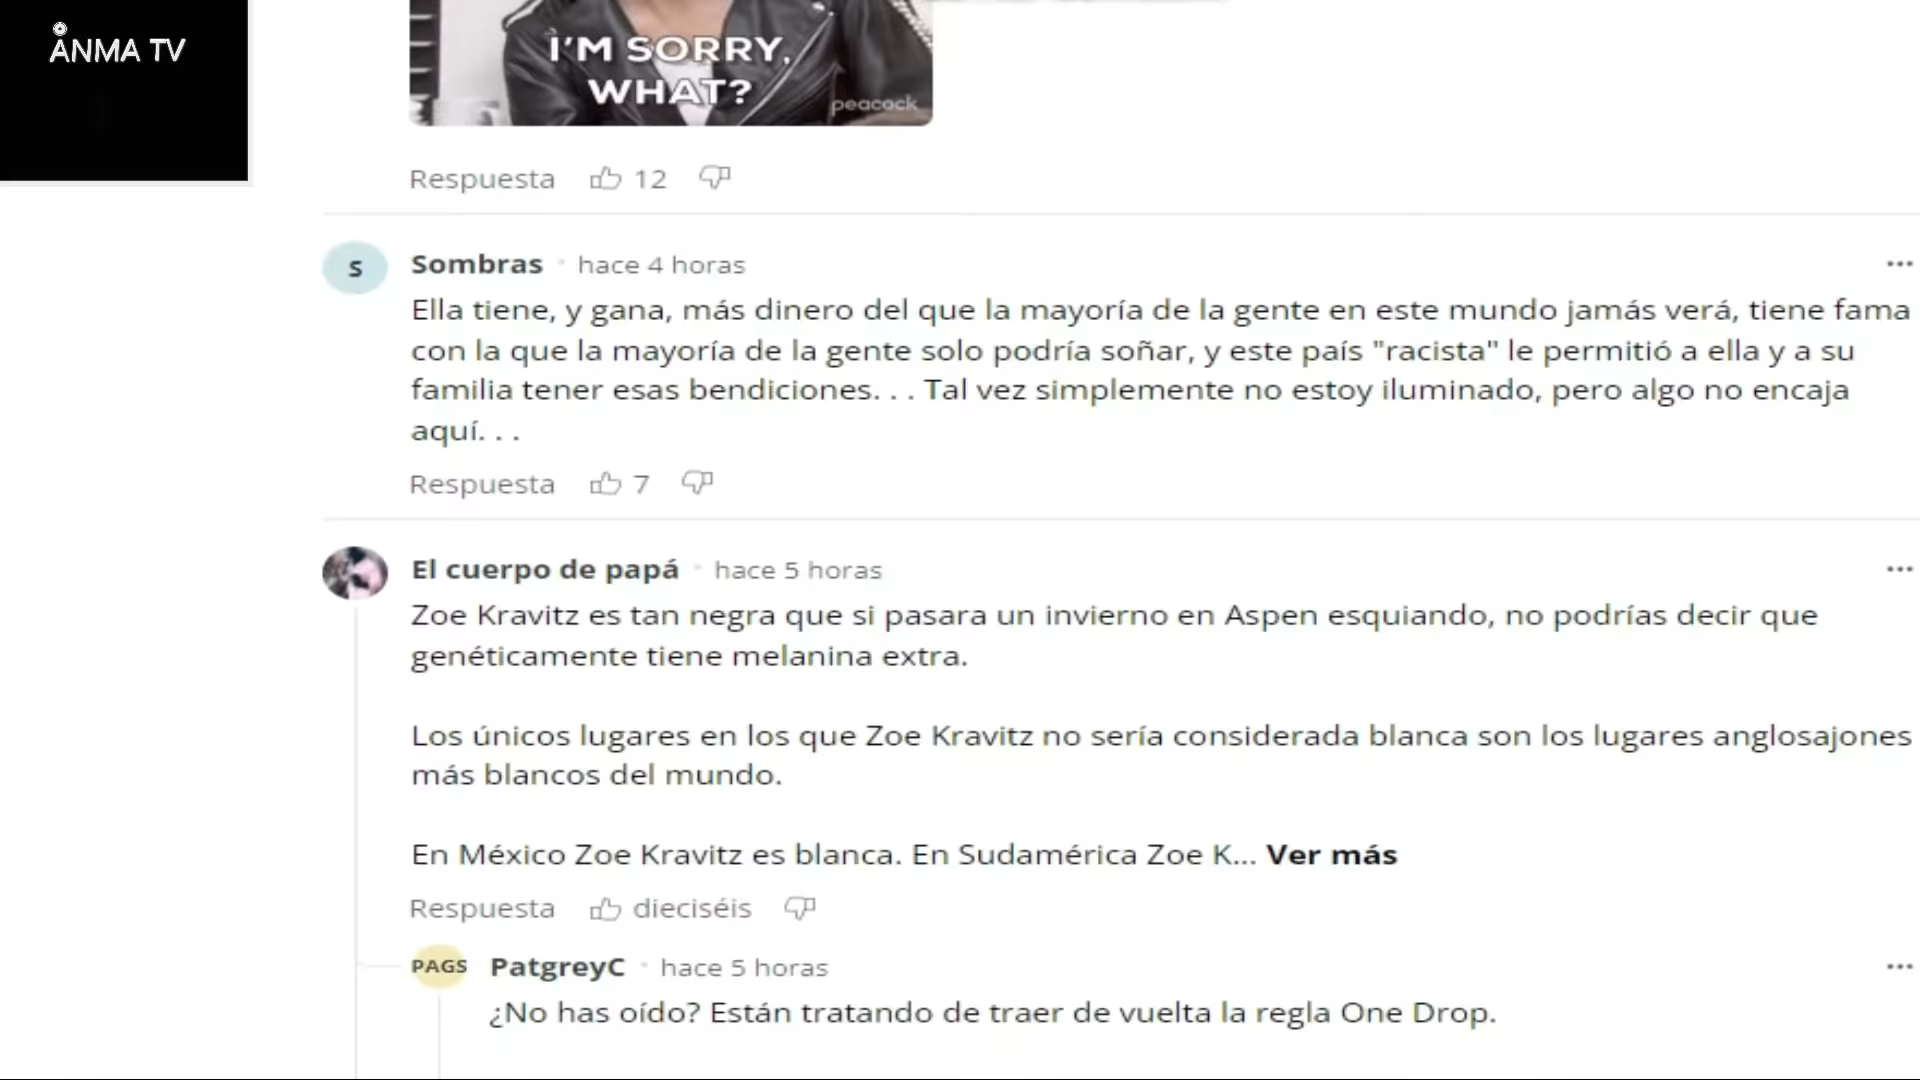 ÅNMA TV
I'M SORRY,
WHAT?
peacock
Respuesta 12
S
Sombras · hace 4 horas
Ella tiene, y gana, más dinero del que la mayoría de la gente en este mundo jamás verá, tiene fama
con la que la mayoría de la gente solo podría soñar, y este país "racista" le permitió a ella y a su
familia tener esas bendiciones. . . Tal vez simplemente no estoy iluminado, pero algo no encaja
aquí. . .
Respuesta 7
El cuerpo de papá · hace 5 horas
Zoe Kravitz es tan negra que si pasara un invierno en Aspen esquiando, no podrías decir que
genéticamente tiene melanina extra.
Los únicos lugares en los que Zoe Kravitz no sería considerada blanca son los lugares anglosajones
más blancos del mundo.
En México Zoe Kravitz es blanca. En Sudamérica Zoe K... Ver más
Respuesta dieciséis
PAGS
PatgreyC · hace 5 horas
¿No has oído? Están tratando de traer de vuelta la regla One Drop.